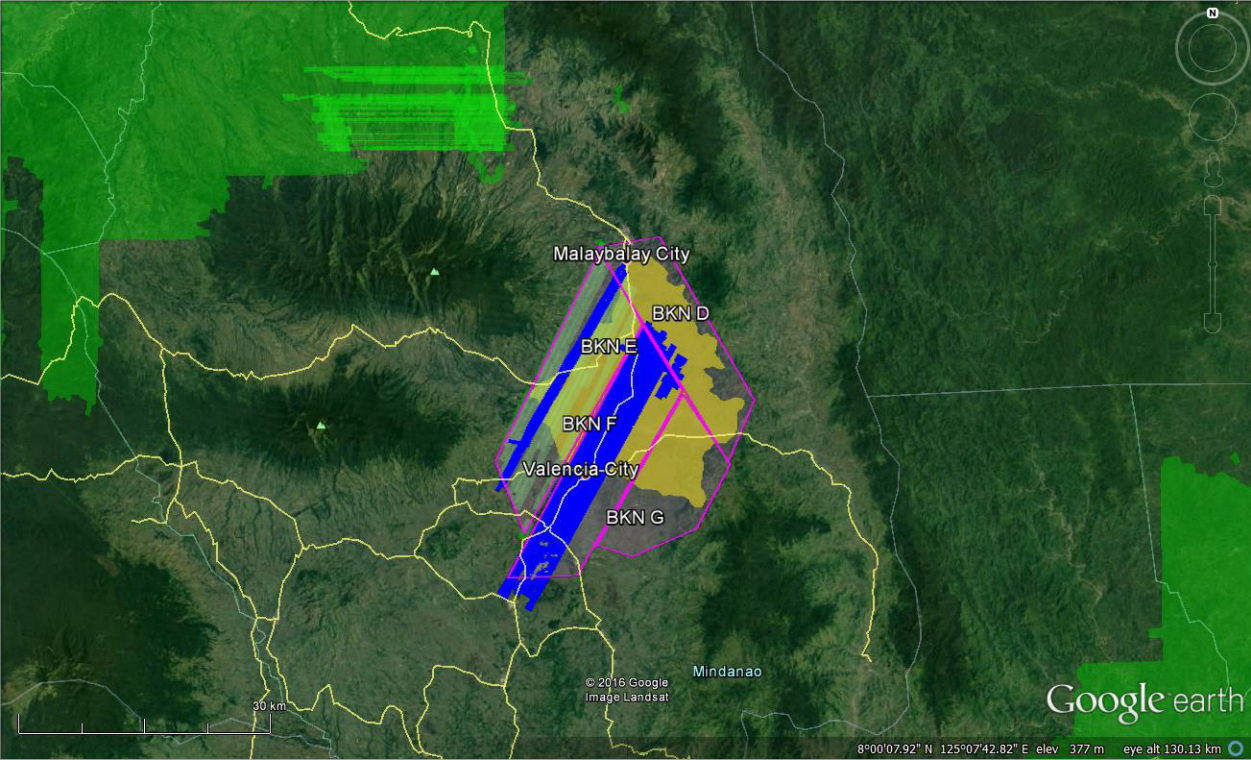 N
Malaybalay City
BKN D
BKN E
BKN F
Valencia City
BKN G
Mindanao
© 2016 Google
Image Landsat
30 km
Google earth
8°00'07.92" N 125°07'42.82" E elev 377 m eye alt 130.13 km